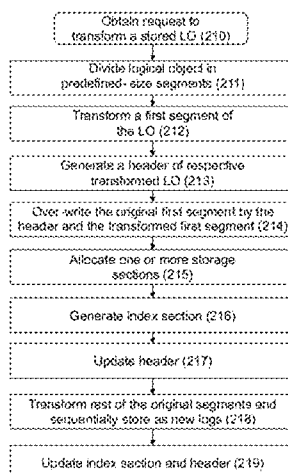 Obtain request to
transform a stored LO (210)
Divide logical object in
predefined- size segments (211)
Transform a first segment of
the LO (212)
Generate a header of respective
transformed LO (213)
Over-write the original first segment by the
header and the transformed first segment (214)
Allocate one or more storage
sections (215)
Generate index section (216)
Update header (217)
Transform rest of the original segments and
sequentially store as new logs (218)
Update index section and header (219)